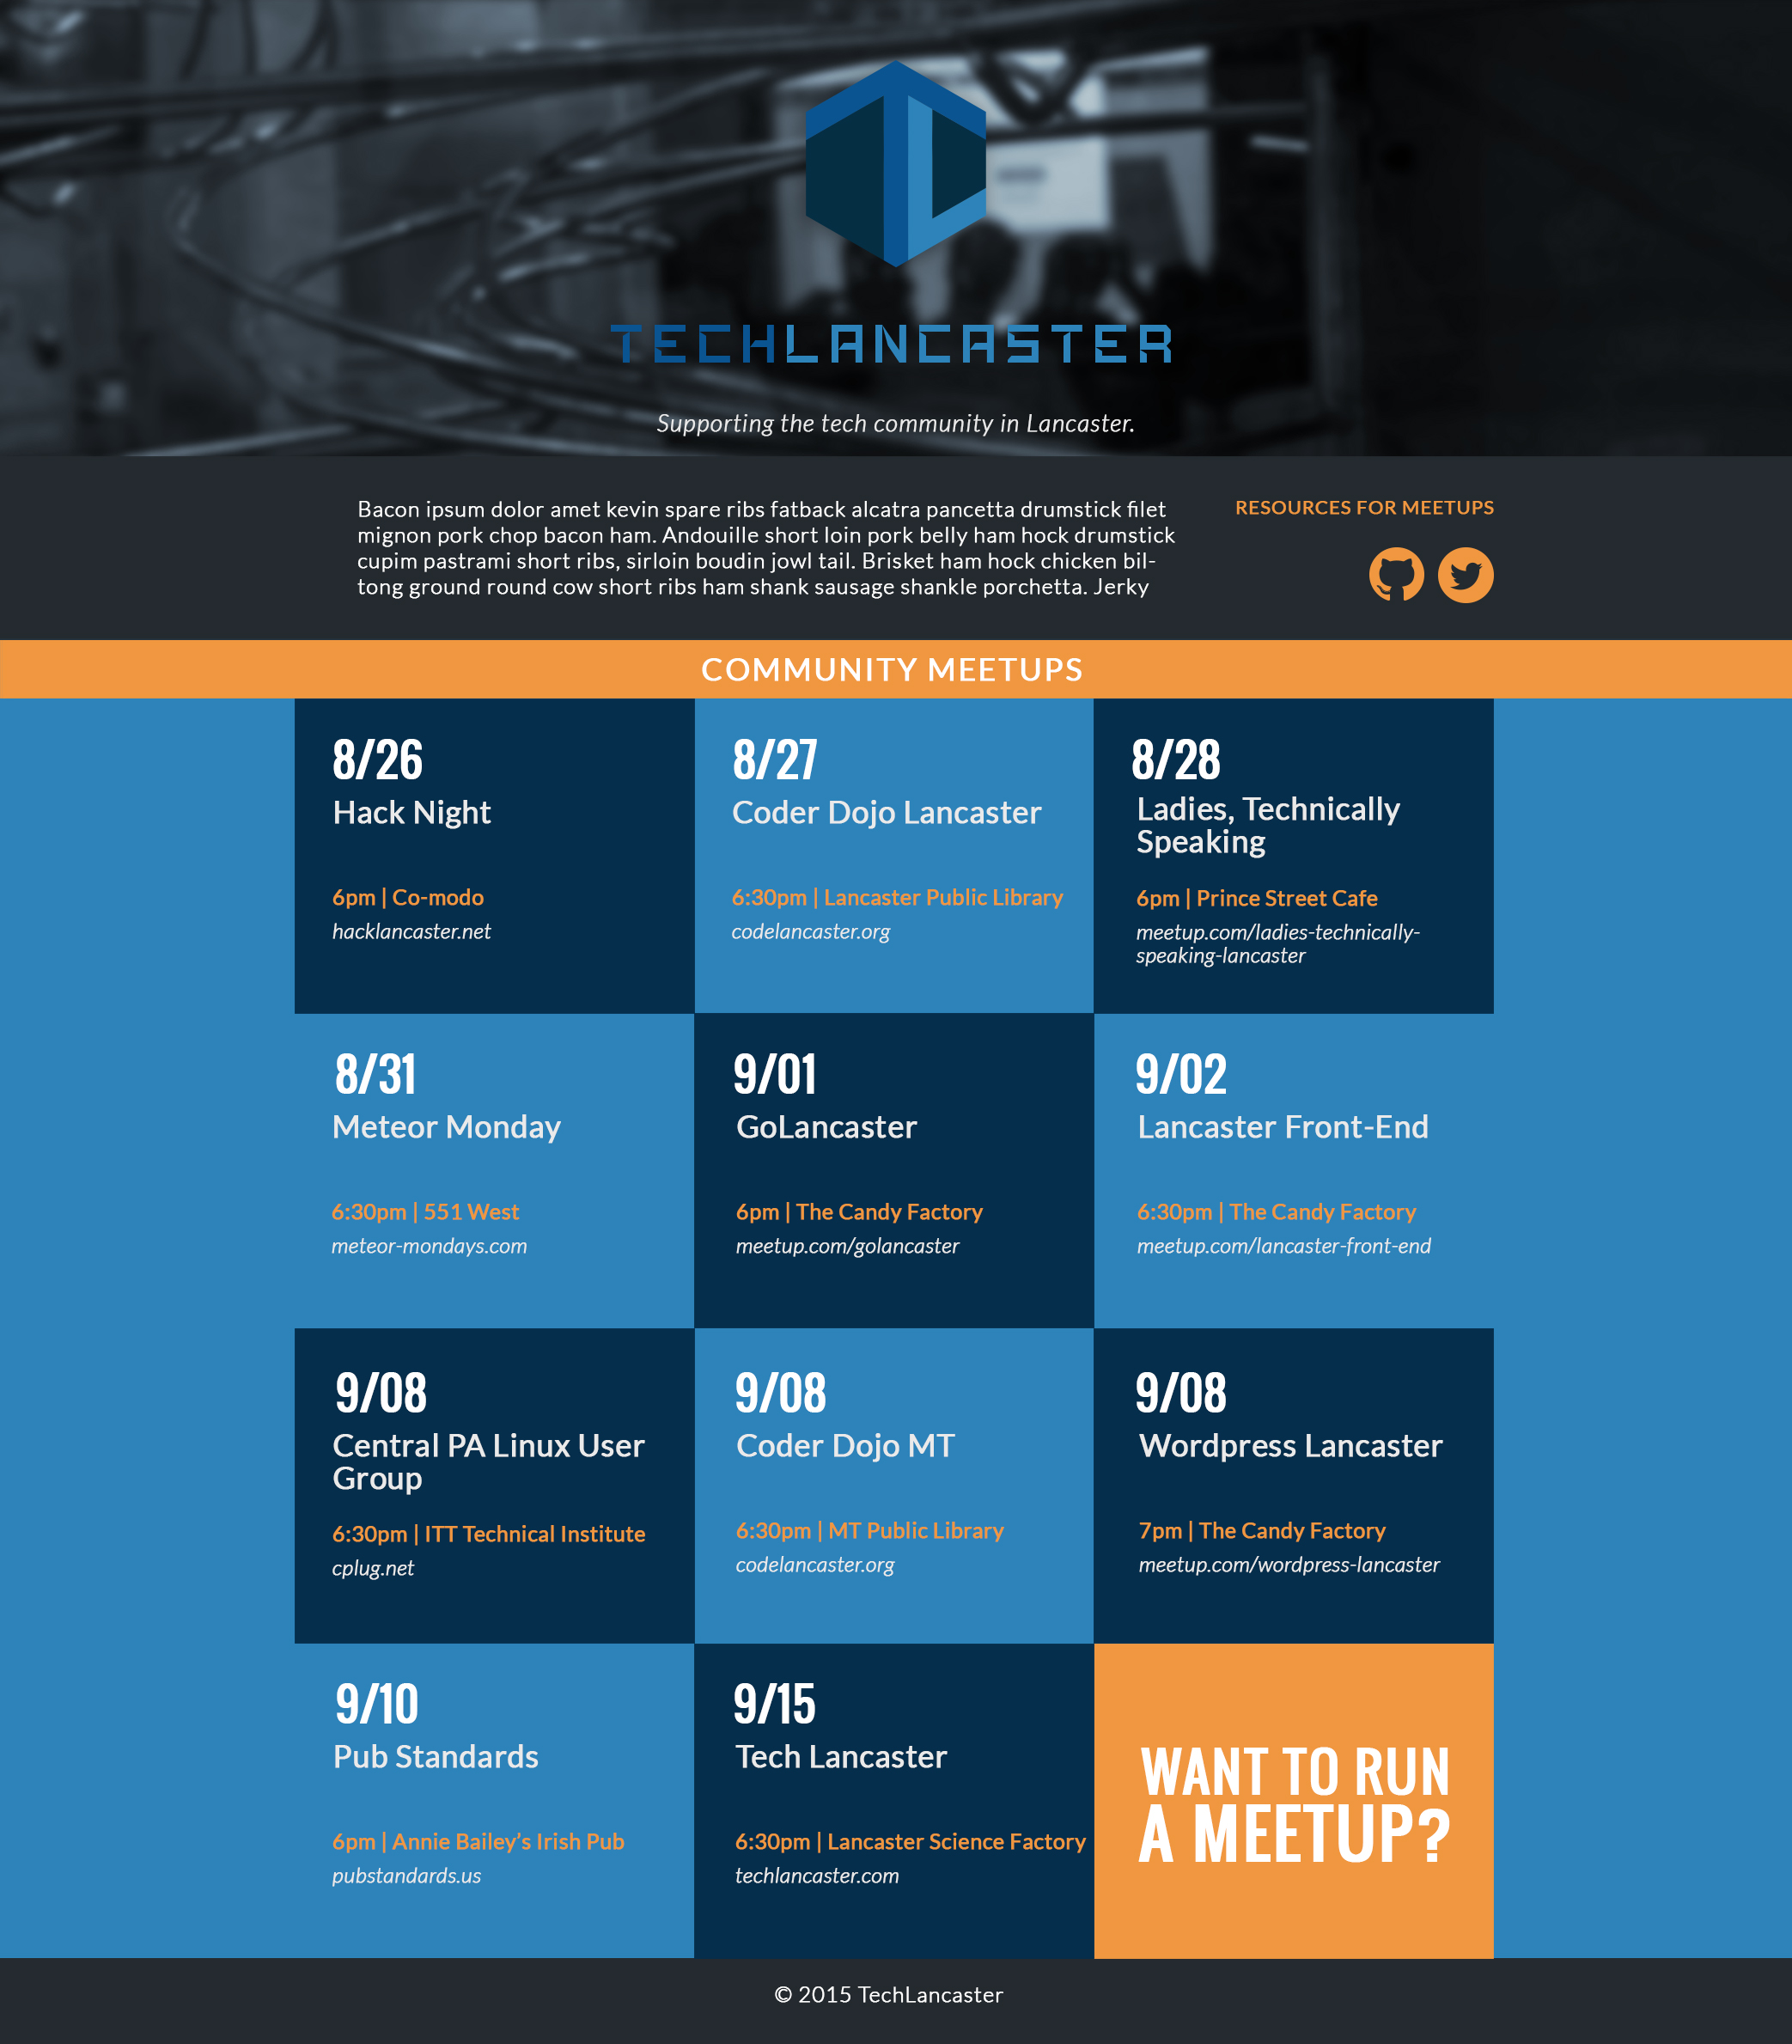 TECHLANCASTER
Supporting the tech community in Lancaster.
Bacon ipsum dolor amet kevin spare ribs fatback alcatra pancetta drumstick filet
mignon pork chop bacon ham. Andouille short loin pork belly ham hock drumstick
cupim pastrami short ribs, sirloin boudin jowl tail. Brisket ham hock chicken bil-
tong ground round cow short ribs ham shank sausage shankle porchetta. Jerky
RESOURCES FOR MEETUPS
COMMUNITY MEETUPS
8/26
Hack Night
6pm | Co-modo
hacklancaster.net
8/27
Coder Dojo Lancaster
6:30pm | Lancaster Public Library
codelancaster.org
8/28
Ladies, Technically
Speaking
6pm | Prince Street Cafe
meetup.com/ladies-technically-
speaking-lancaster
8/31
Meteor Monday
6:30pm | 551 West
meteor-mondays.com
9/01
GoLancaster
6pm | The Candy Factory
meetup.com/golancaster
9/02
Lancaster Front-End
6:30pm | The Candy Factory
meetup.com/lancaster-front-end
9/08
Central PA Linux User
Group
6:30pm | ITT Technical Institute
cplug.net
9/08
Coder Dojo MT
6:30pm | MT Public Library
codelancaster.org
9/08
Wordpress Lancaster
7pm | The Candy Factory
meetup.com/wordpress-lancaster
9/10
Pub Standards
6pm | Annie Bailey’s Irish Pub
pubstandards.us
9/15
Tech Lancaster
6:30pm | Lancaster Science Factory
techlancaster.com
WANT TO RUN
A MEETUP?
© 2015 TechLancaster